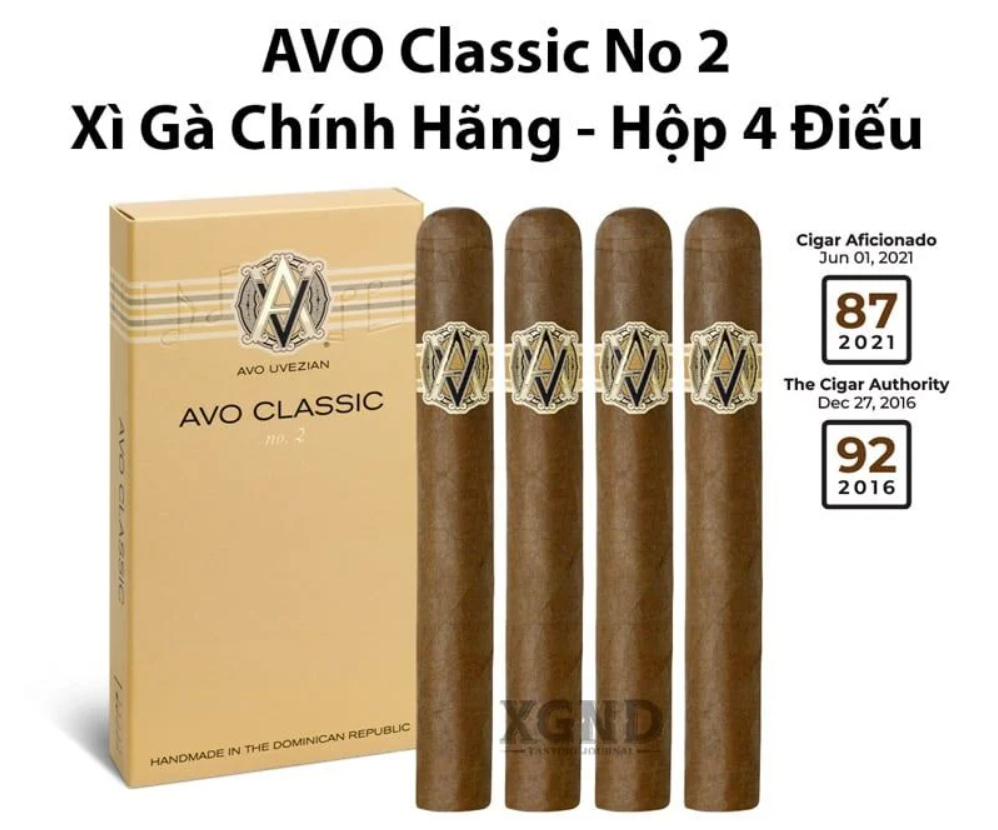 AVO Classic No 2
Xì Gà Chính Hãng - Hộp 4 Điếu
AVO UVEZIAN
AVO CLASSIC
no. 2
AVO CLASSIC
HANDMADE IN THE DOMINICAN REPUBLIC
Cigar Aficionado
Jun 01, 2021
87
2021
The Cigar Authority
Dec 27, 2016
92
2016
XGND
TASTING JOURNAL